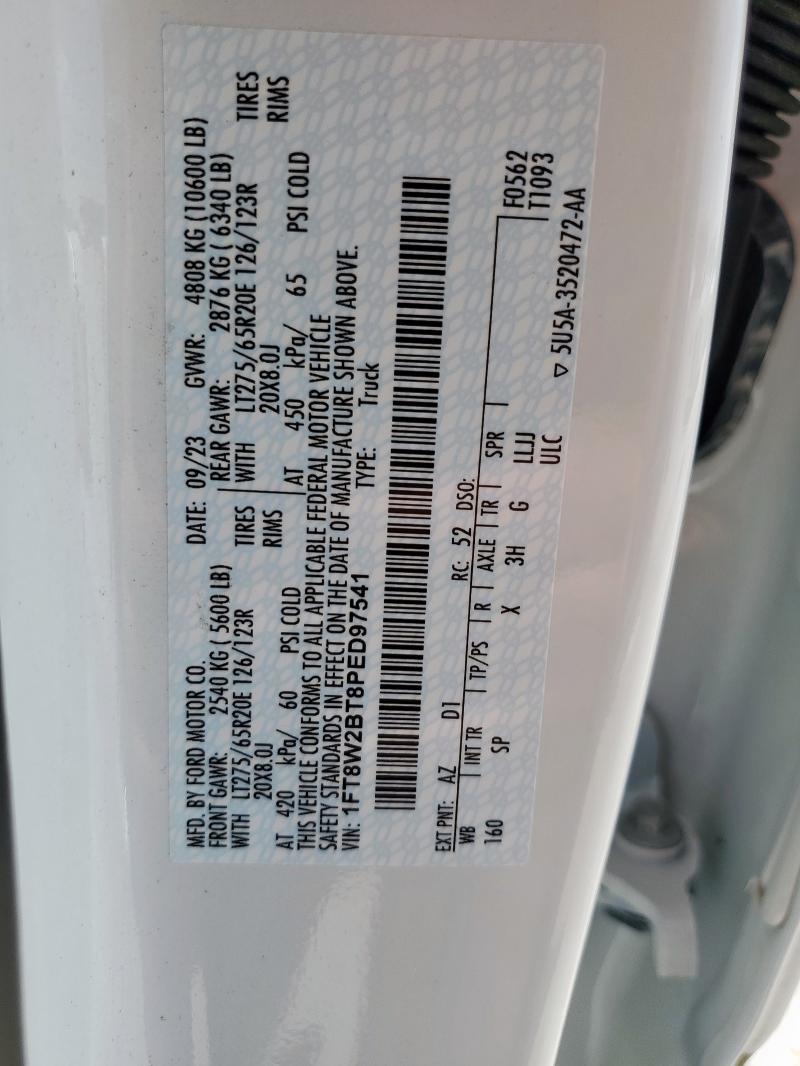 MFD. BY FORD MOTOR CO. DATE: 09/23 GVWR: 4808 KG (10600 LB)
FRONT GAWR: 2540 KG ( 5600 LB) REAR GAWR: 2876 KG ( 6340 LB)
WITH LT275/65R20E 126/123R TIRES WITH LT275/65R20E 126/123R TIRES
20X8.0J RIMS 20X8.0J RIMS
AT 420 kPa/ 60 PSI COLD AT 450 kPa/ 65 PSI COLD
THIS VEHICLE CONFORMS TO ALL APPLICABLE FEDERAL MOTOR VEHICLE
SAFETY STANDARDS IN EFFECT ON THE DATE OF MANUFACTURE SHOWN ABOVE.
VIN: 1FT8W2BT8PED97541 TYPE: Truck
EXT PNT: AZ D1 RC: 52 DSO:
WB INT TR TP/PS R AXLE TR SPR F0562
160 SP X 3H G LLJJ T1093
ULC
▽ 5U5A-3520472-AA